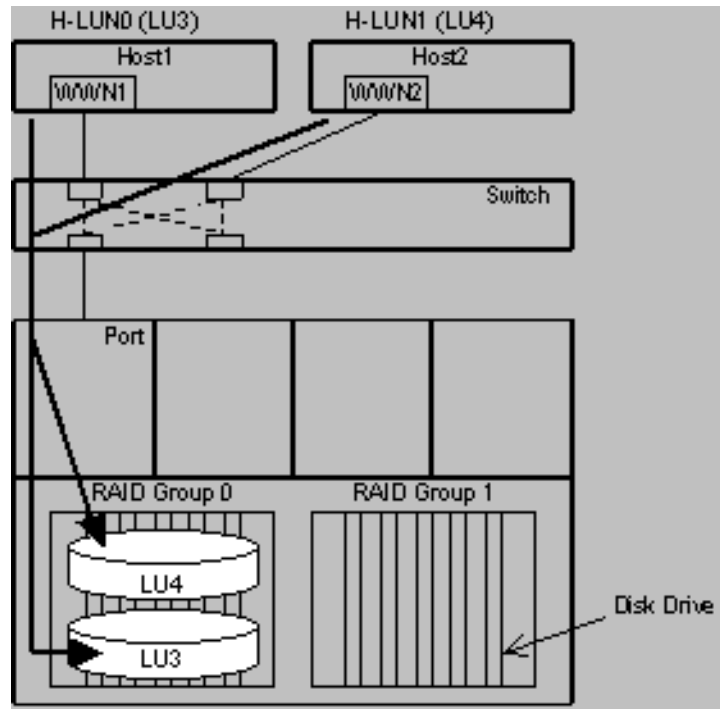 H-LUN0 (LU3)
H-LUN1 (LU4)
Host1
Host2
WWN1
WWN2
Switch
Port
RAID Group 0
RAID Group 1
LU4
Disk Drive
LU3